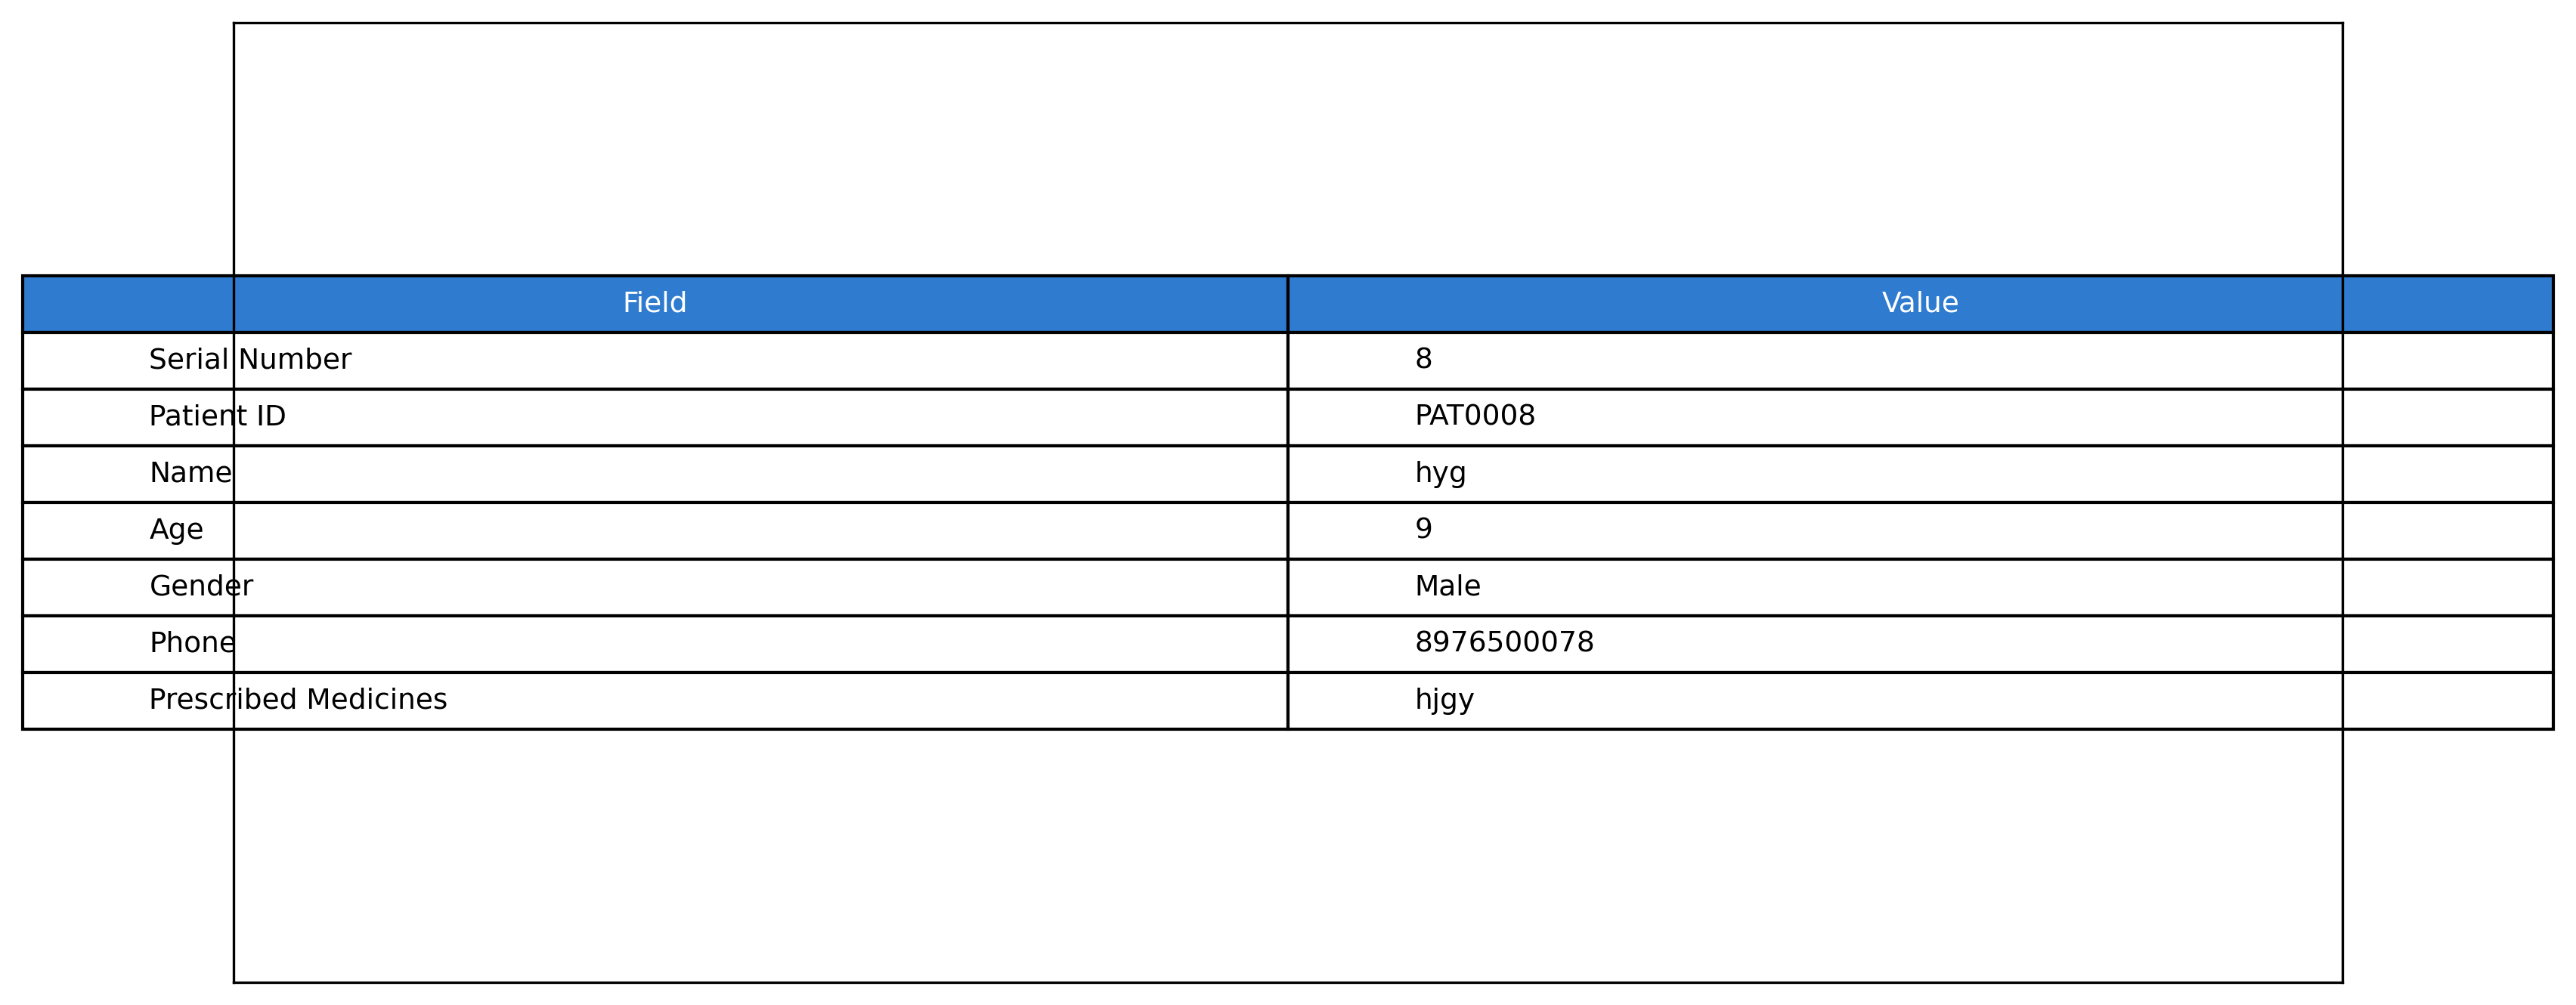 Field Value
Serial Number 8
Patient ID PAT0008
Name hyg
Age 9
Gender Male
Phone 8976500078
Prescribed Medicines hjgy